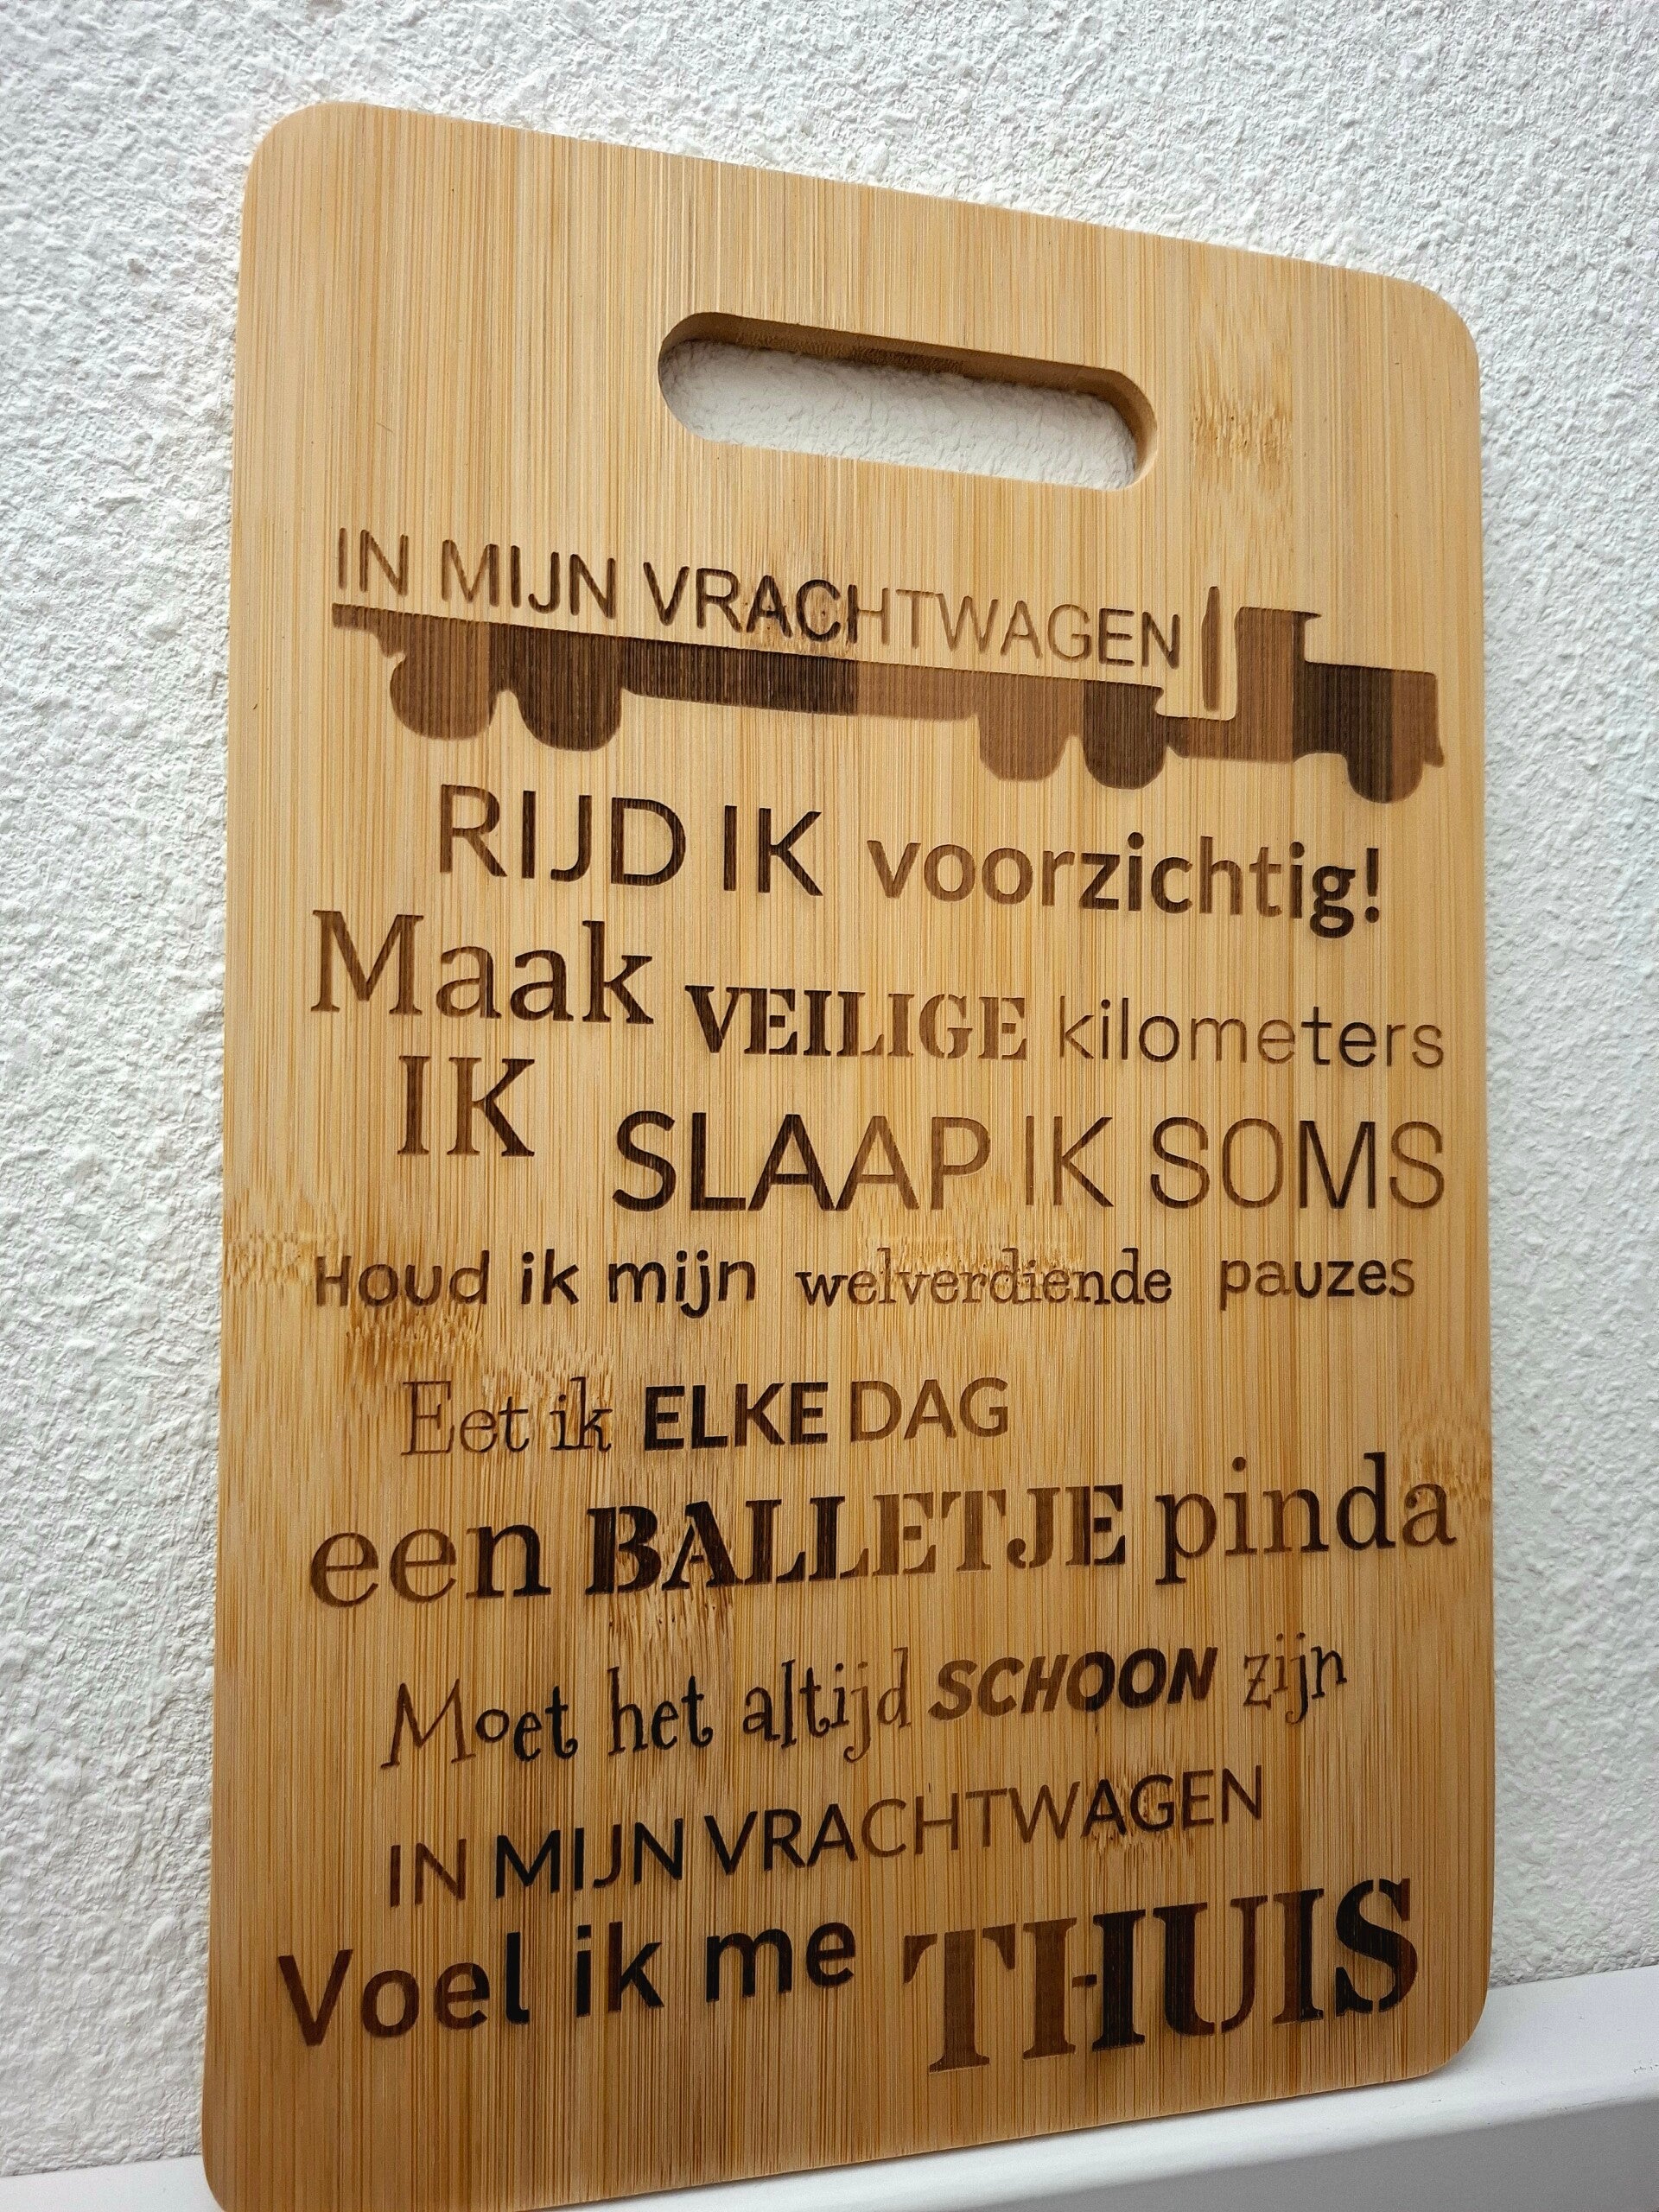 IN MIJN VRACHTWAGEN
RIJD IK voorzichtig!
Maak VEILIGE kilometers
IK SLAAP IK SOMS
Houd ik mijn welverdiende pauzes
Eet ik ELKE DAG
een BALLETJE pinda
Moet het altijd SCHOON zijn
IN MIJN VRACHTWAGEN
Voel ik me THUIS